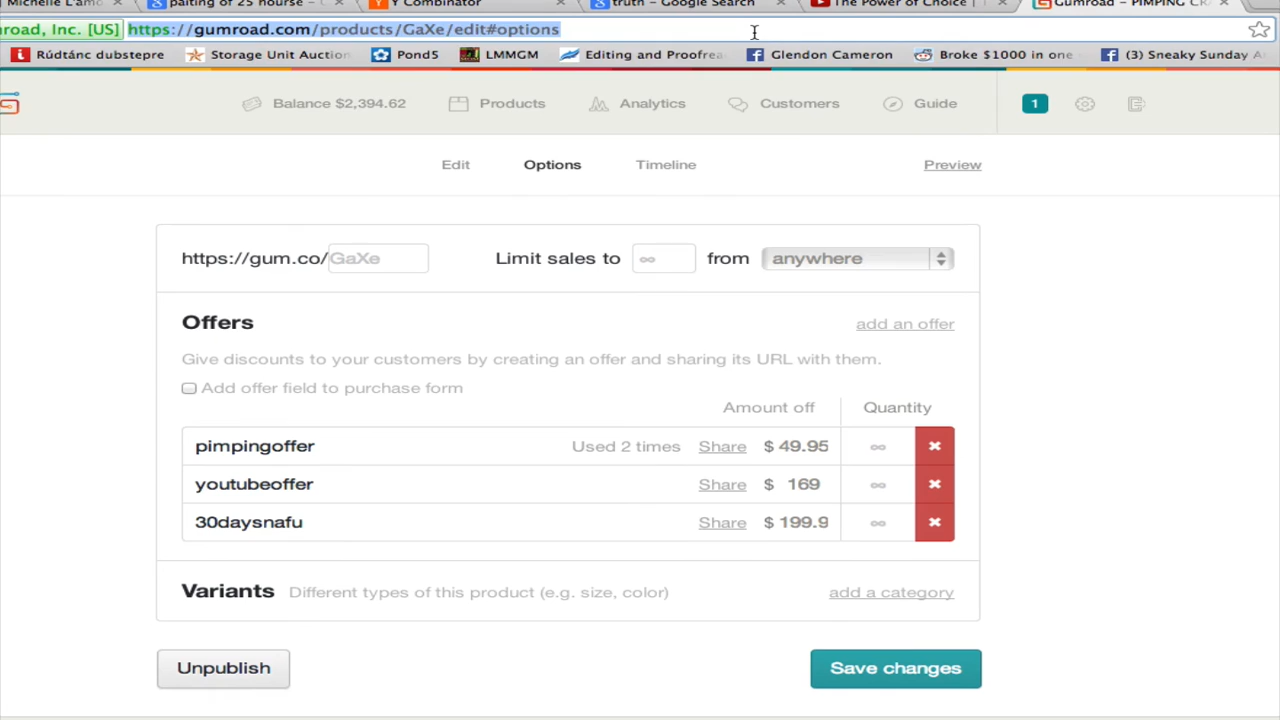 Michelle L'amo
palting of 25 hourse –
Y Combinator
truth – Google Search
The Power of Choice |
Gumroad – PIMPING CR
mroad, Inc. [US] https://gumroad.com/products/GaXe/edit#options
Rúdtánc dubstepre Storage Unit Auction Pond5 LMMGM Editing and Proofrea Glendon Cameron Broke $1000 in one (3) Sneaky Sunday A
Balance $2,394.62 Products Analytics Customers Guide 1
Edit Options Timeline Preview
https://gum.co/GaXe Limit sales to ∞ from anywhere
Offers add an offer
Give discounts to your customers by creating an offer and sharing its URL with them.
Add offer field to purchase form
Amount off Quantity
pimpingoffer Used 2 times Share $ 49.95 ∞
youtubeoffer Share $ 169 ∞
30daysnafu Share $ 199.9 ∞
Variants Different types of this product (e.g. size, color) add a category
Unpublish Save changes